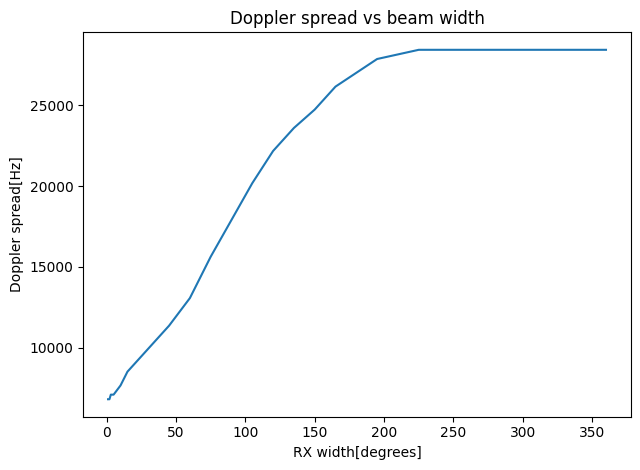 Doppler spread vs beam width
Doppler spread[Hz]
25000
20000
15000
10000
0 50 100 150 200 250 300 350
RX width[degrees]